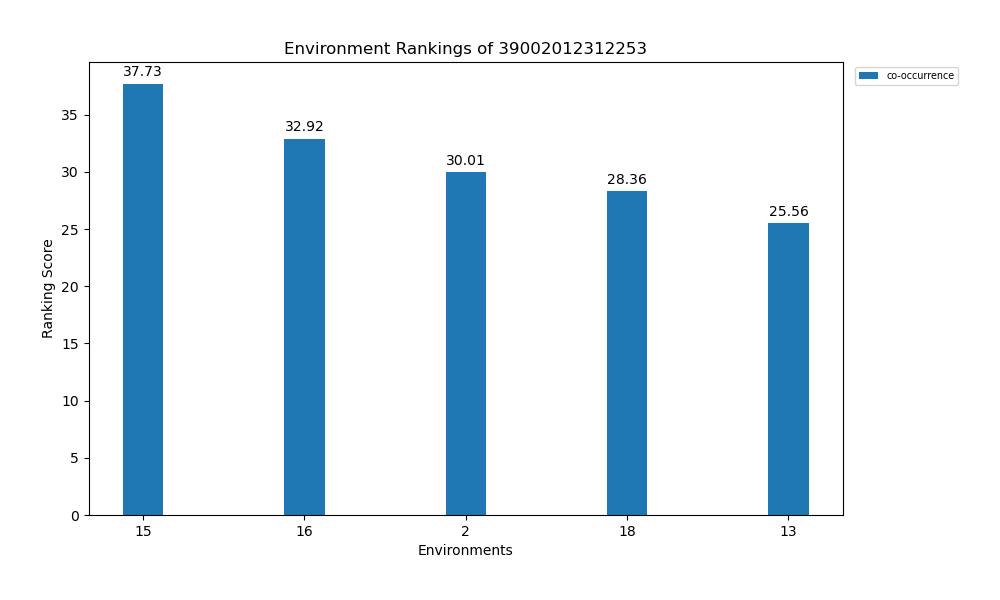 Environment Rankings of 39002012312253
co-occurrence
37.73
32.92
30.01
28.36
25.56
35
30
25
20
15
10
5
0
Ranking Score
15 16 2 18 13
Environments